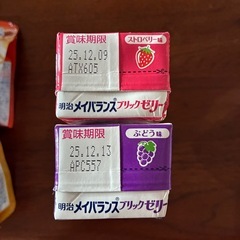 賞味期限
ストロベリー味
25.12.09
ATX605
明治メイバランスブリックゼリー
賞味期限
ぶどう味
25.12.13
APC557
明治メイバランスブリックゼリー